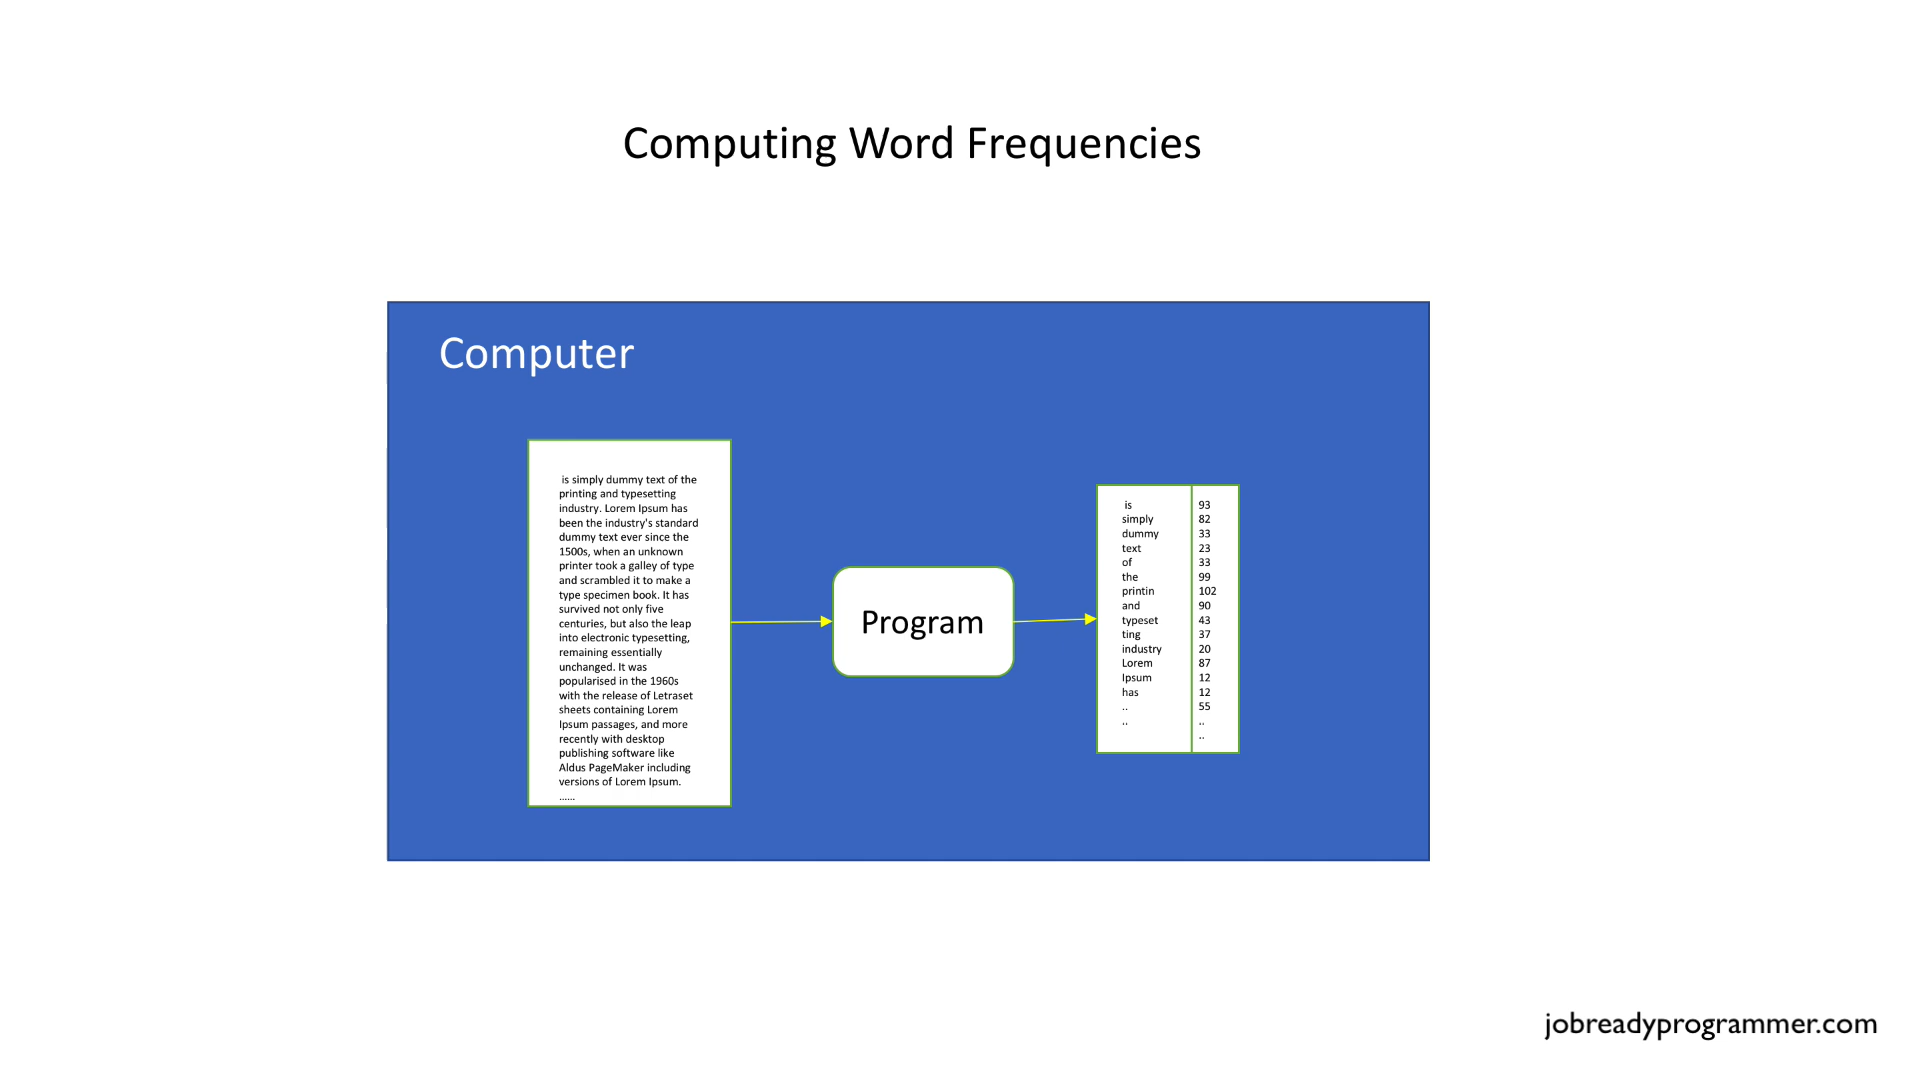 Computing Word Frequencies
Computer
is simply dummy text of the
printing and typesetting
industry. Lorem Ipsum has
been the industry's standard
dummy text ever since the
1500s, when an unknown
printer took a galley of type
and scrambled it to make a
type specimen book. It has
survived not only five
centuries, but also the leap
into electronic typesetting,
remaining essentially
unchanged. It was
popularised in the 1960s
with the release of Letraset
sheets containing Lorem
Ipsum passages, and more
recently with desktop
publishing software like
Aldus PageMaker including
versions of Lorem Ipsum.
......
Program
is 93
simply 82
dummy 33
text 23
of 33
the 99
printin 102
and 90
typeset 43
ting 37
industry 20
Lorem 87
Ipsum 12
has 12
.. 55
.. ..
..
jobreadyprogrammer.com